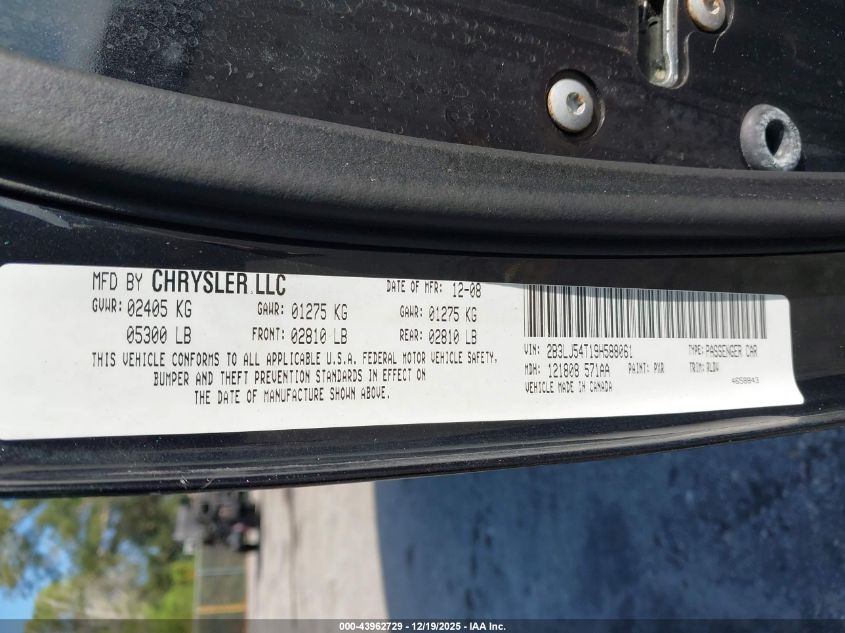 MFD BY CHRYSLER LLC DATE OF MFR: 12-08
GVWR: 02405 KG GAWR: 01275 KG GAWR: 01275 KG
05300 LB FRONT: 02810 LB REAR: 02810 LB
THIS VEHICLE CONFORMS TO ALL APPLICABLE U.S.A. FEDERAL MOTOR VEHICLE SAFETY,
BUMPER AND THEFT PREVENTION STANDARDS IN EFFECT ON
THE DATE OF MANUFACTURE SHOWN ABOVE.
VIN: 2B3LJ54T19H588061 TYPE: PASSENGER CAR
MDH: 121808 571AA PAINT: PXR TRIM: RLDV
VEHICLE MADE IN CANADA 4658843
000-43962729 - 12/19/2025 - IAA Inc.